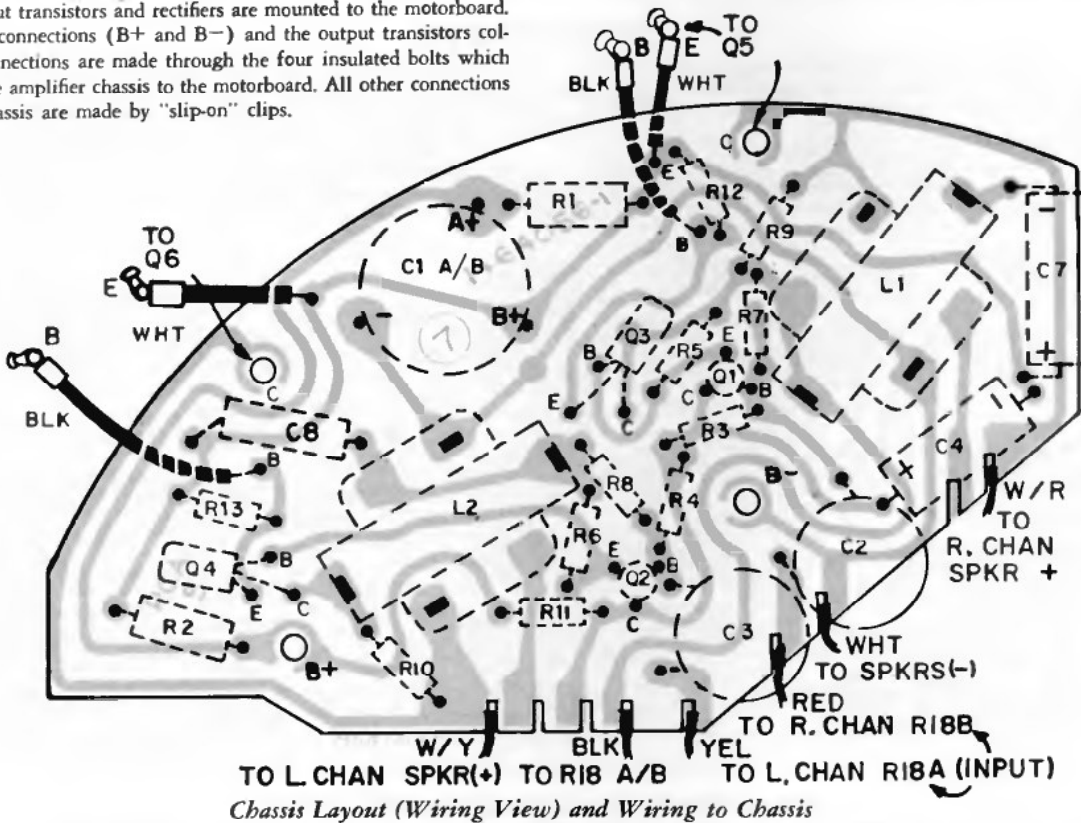 ut transistors and rectifiers are mounted to the motorboard.
connections (B+ and B−) and the output transistors col-
nections are made through the four insulated bolts which
e amplifier chassis to the motorboard. All other connections
assis are made by "slip-on" clips.
B
E
TO
Q5
BLK
WHT
C
E
R12
R1
A+
B
R9
C1 A/B
B+
-
7
L1
-
C7
+
TO
Q6
E
WHT
B
BLK
C
C8
B
R13
Q3
B
E
C
R5
E
R7
Q1
C
B
B3
R8
R4
B-
L2
R6
E
Q2
B
C
R11
-
C4
+
W/R
TO
R. CHAN
SPKR +
C2
C3
Q4
B
E
C
R2
B+
R10
WHT
TO SPKRS(-)
RED
TO R. CHAN R18B
W/Y
BLK
YEL
TO L. CHAN SPKR(+) TO R18 A/B TO L. CHAN R18A (INPUT)
Chassis Layout (Wiring View) and Wiring to Chassis